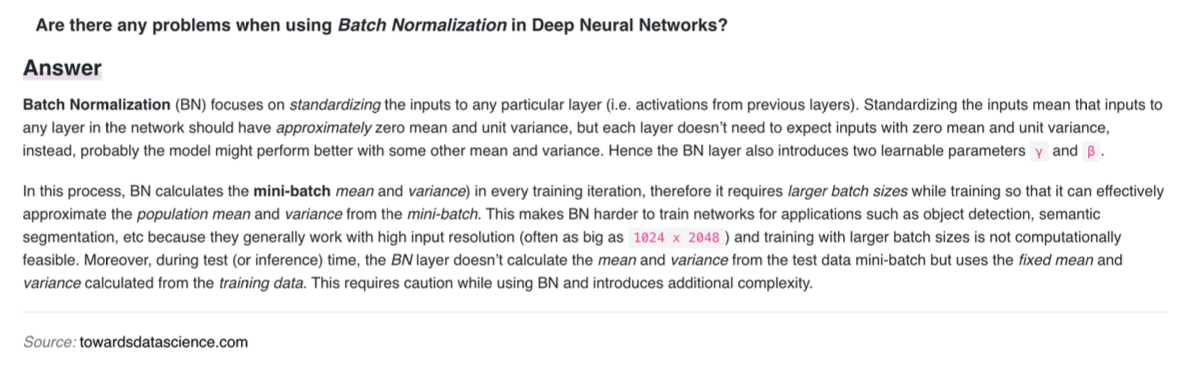 Are there any problems when using Batch Normalization in Deep Neural Networks?
Answer
Batch Normalization (BN) focuses on standardizing the inputs to any particular layer (i.e. activations from previous layers). Standardizing the inputs mean that inputs to
any layer in the network should have approximately zero mean and unit variance, but each layer doesn't need to expect inputs with zero mean and unit variance,
instead, probably the model might perform better with some other mean and variance. Hence the BN layer also introduces two learnable parameters γ and β .
In this process, BN calculates the mini-batch mean and variance) in every training iteration, therefore it requires larger batch sizes while training so that it can effectively
approximate the population mean and variance from the mini-batch. This makes BN harder to train networks for applications such as object detection, semantic
segmentation, etc because they generally work with high input resolution (often as big as 1024 x 2048 ) and training with larger batch sizes is not computationally
feasible. Moreover, during test (or inference) time, the BN layer doesn't calculate the mean and variance from the test data mini-batch but uses the fixed mean and
variance calculated from the training data. This requires caution while using BN and introduces additional complexity.
Source: towardsdatascience.com